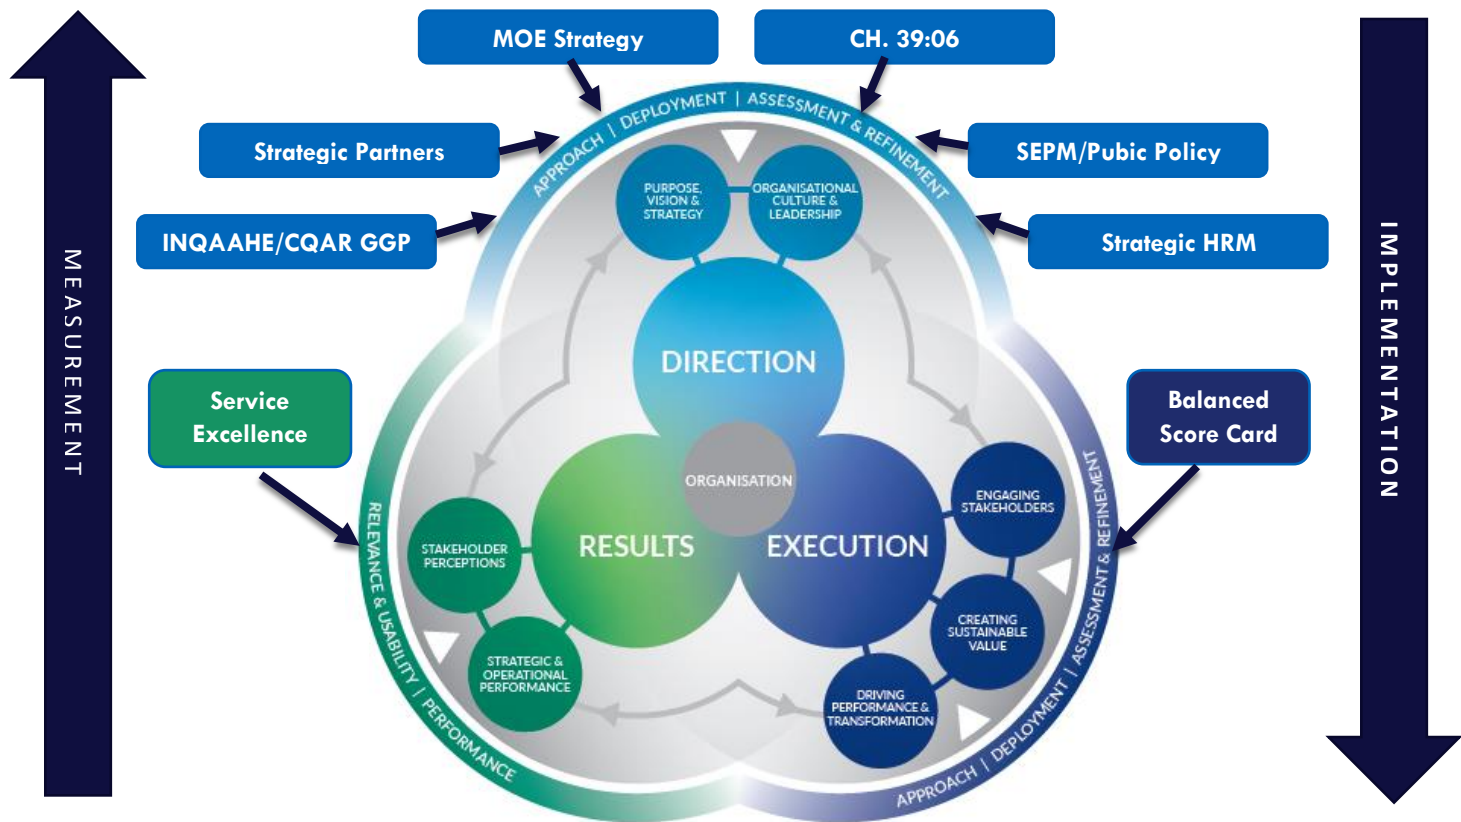 MOE Strategy
CH. 39:06
Strategic Partners
SEPM/Pubic Policy
INQAAHE/CQAR GGP
Strategic HRM
MEASUREMENT
IMPLEMENTATION
APPROACH | DEPLOYMENT | ASSESSMENT & REFINEMENT
PURPOSE,
VISION &
STRATEGY
ORGANISATIONAL
CULTURE &
LEADERSHIP
DIRECTION
Service
Excellence
Balanced
Score Card
ORGANISATION
RESULTS
EXECUTION
STAKEHOLDER
PERCEPTIONS
STRATEGIC &
OPERATIONAL
PERFORMANCE
ENGAGING
STAKEHOLDERS
CREATING
SUSTAINABLE
VALUE
DRIVING
PERFORMANCE &
TRANSFORMATION
RELEVANCE & USABILITY | PERFORMANCE
APPROACH | DEPLOYMENT | ASSESSMENT & REFINEMENT